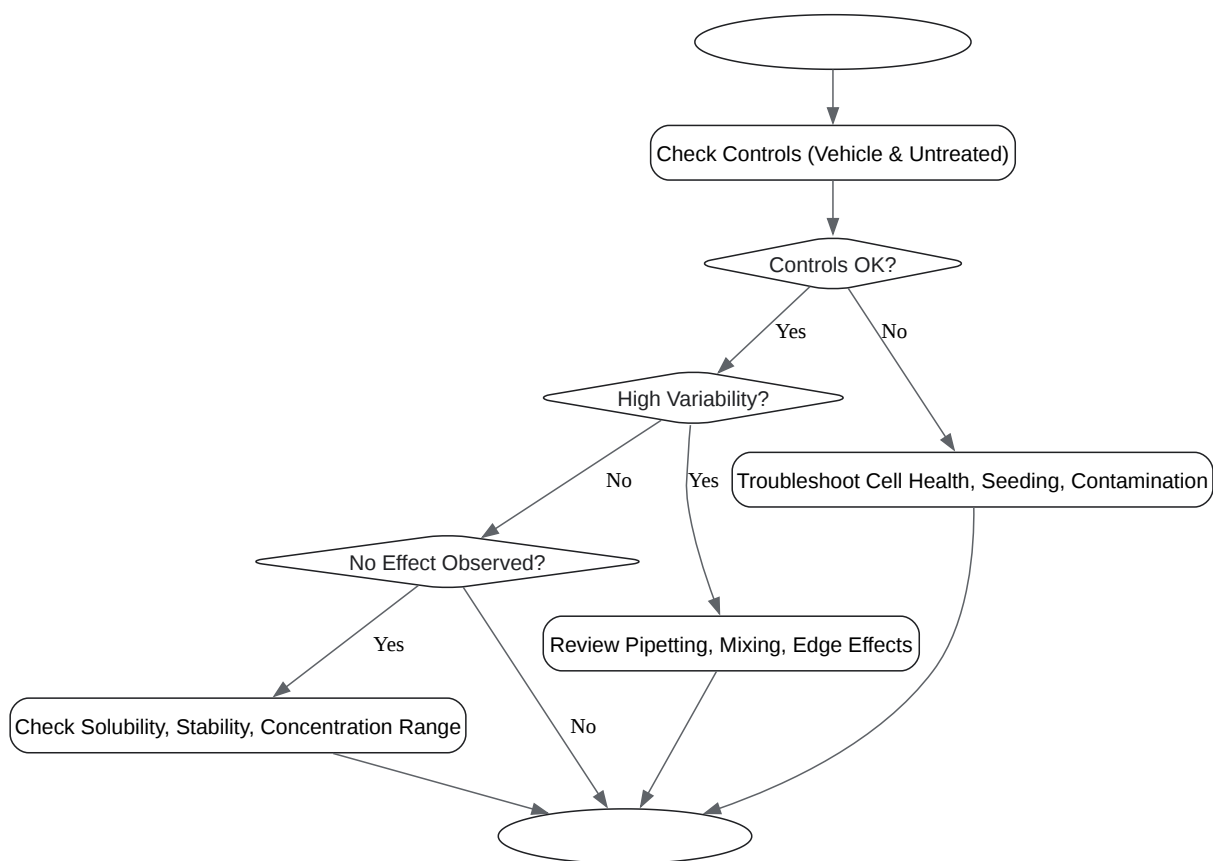 Check Controls (Vehicle & Untreated)
Controls OK?
Yes
No
High Variability?
Troubleshoot Cell Health, Seeding, Contamination
No
Yes
No Effect Observed?
Review Pipetting, Mixing, Edge Effects
Yes
Check Solubility, Stability, Concentration Range
No